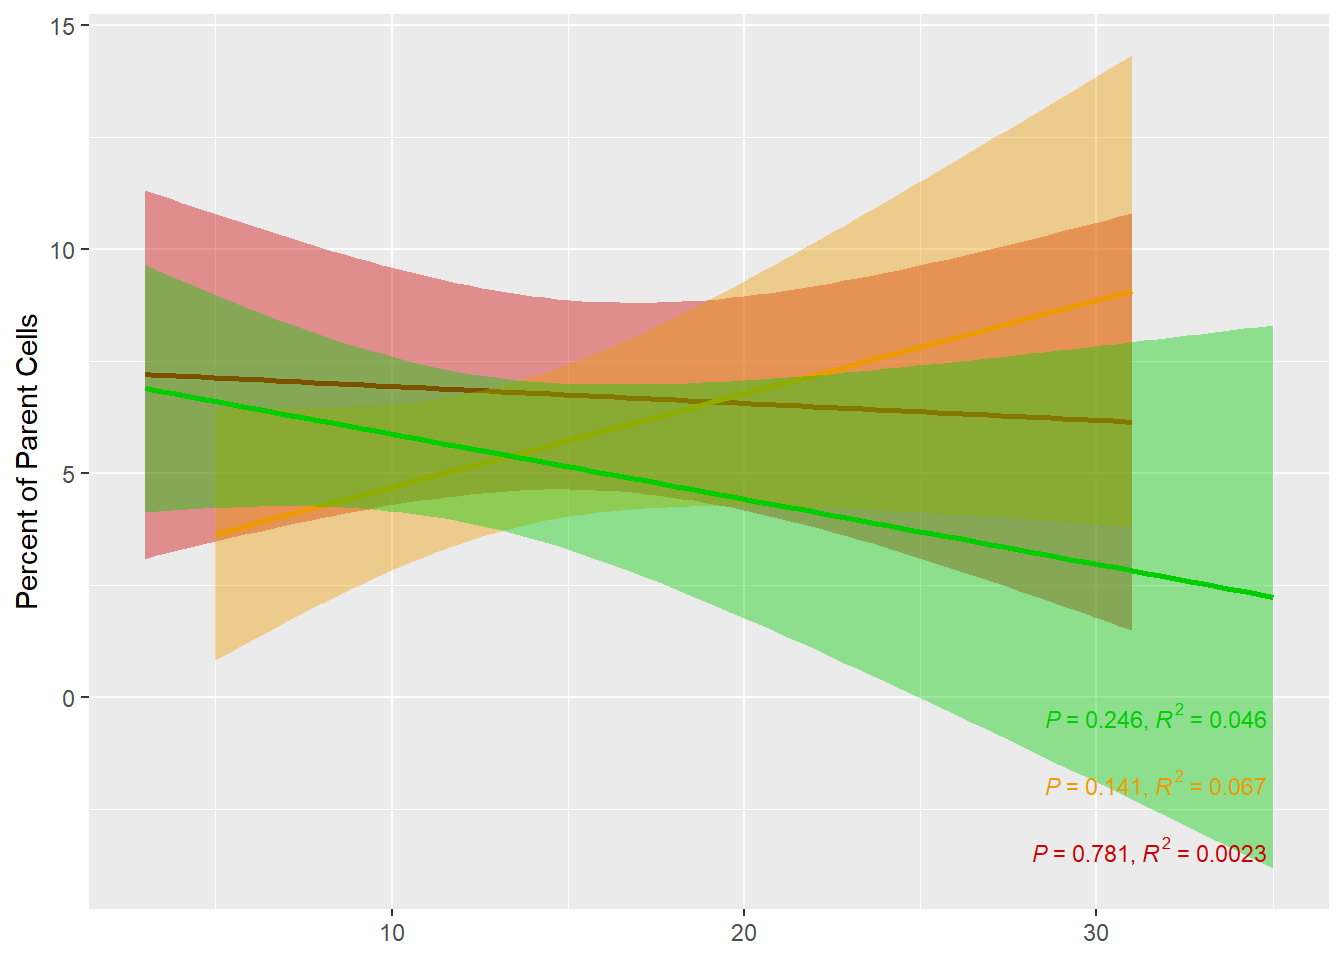 15
10
5
0
Percent of Parent Cells
P = 0.246, R² = 0.046
P = 0.141, R² = 0.067
P = 0.781, R² = 0.0023
10 20 30